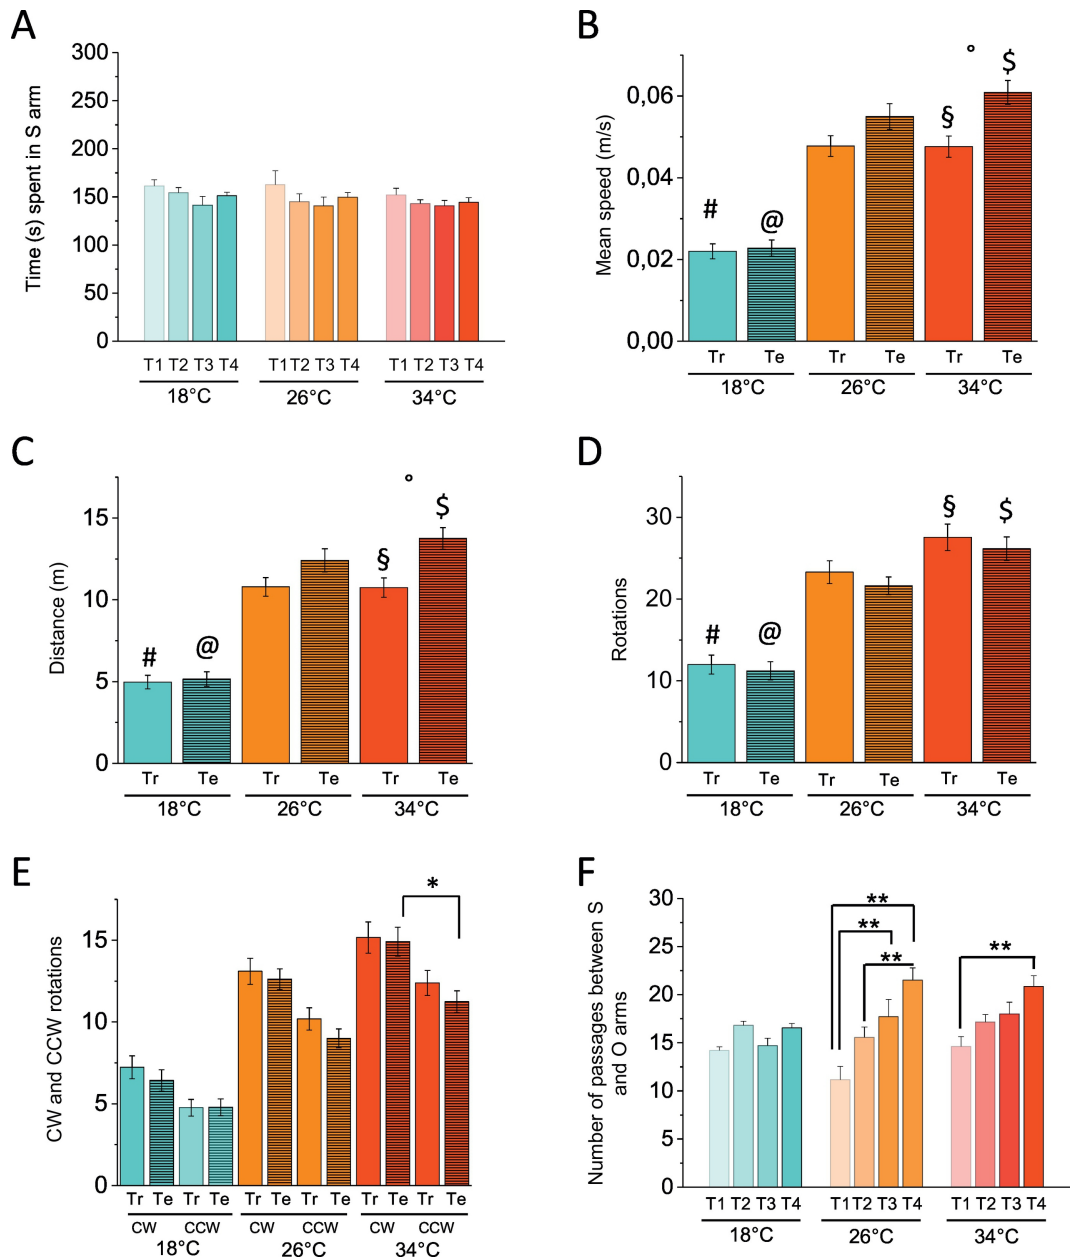 A
Time (s) spent in S arm
300
250
200
150
100
50
0
T1 T2 T3 T4 T1 T2 T3 T4 T1 T2 T3 T4
18°C 26°C 34°C
B
Mean speed (m/s)
0,06
0,04
0,02
0,00
# @ § ° $
Tr Te Tr Te Tr Te
18°C 26°C 34°C
C
Distance (m)
15
10
5
0
# @ § ° $
Tr Te Tr Te Tr Te
18°C 26°C 34°C
D
Rotations
30
20
10
0
# @ § $
Tr Te Tr Te Tr Te
18°C 26°C 34°C
E
CW and CCW rotations
15
10
5
0
*
Tr Te Tr Te Tr Te Tr Te Tr Te Tr Te
CW CCW CW CCW CW CCW
18°C 26°C 34°C
F
Number of passages between S
and O arms
30
25
20
15
10
5
0
**
**
**
**
T1 T2 T3 T4 T1 T2 T3 T4 T1 T2 T3 T4
18°C 26°C 34°C